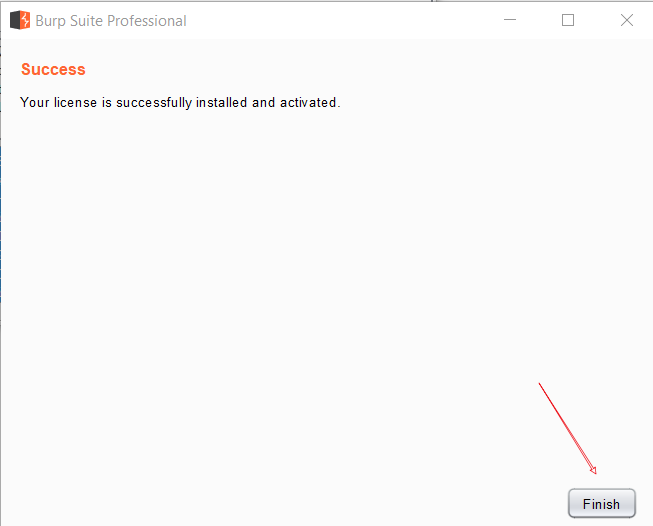 Burp Suite Professional
Success
Your license is successfully installed and activated.
Finish